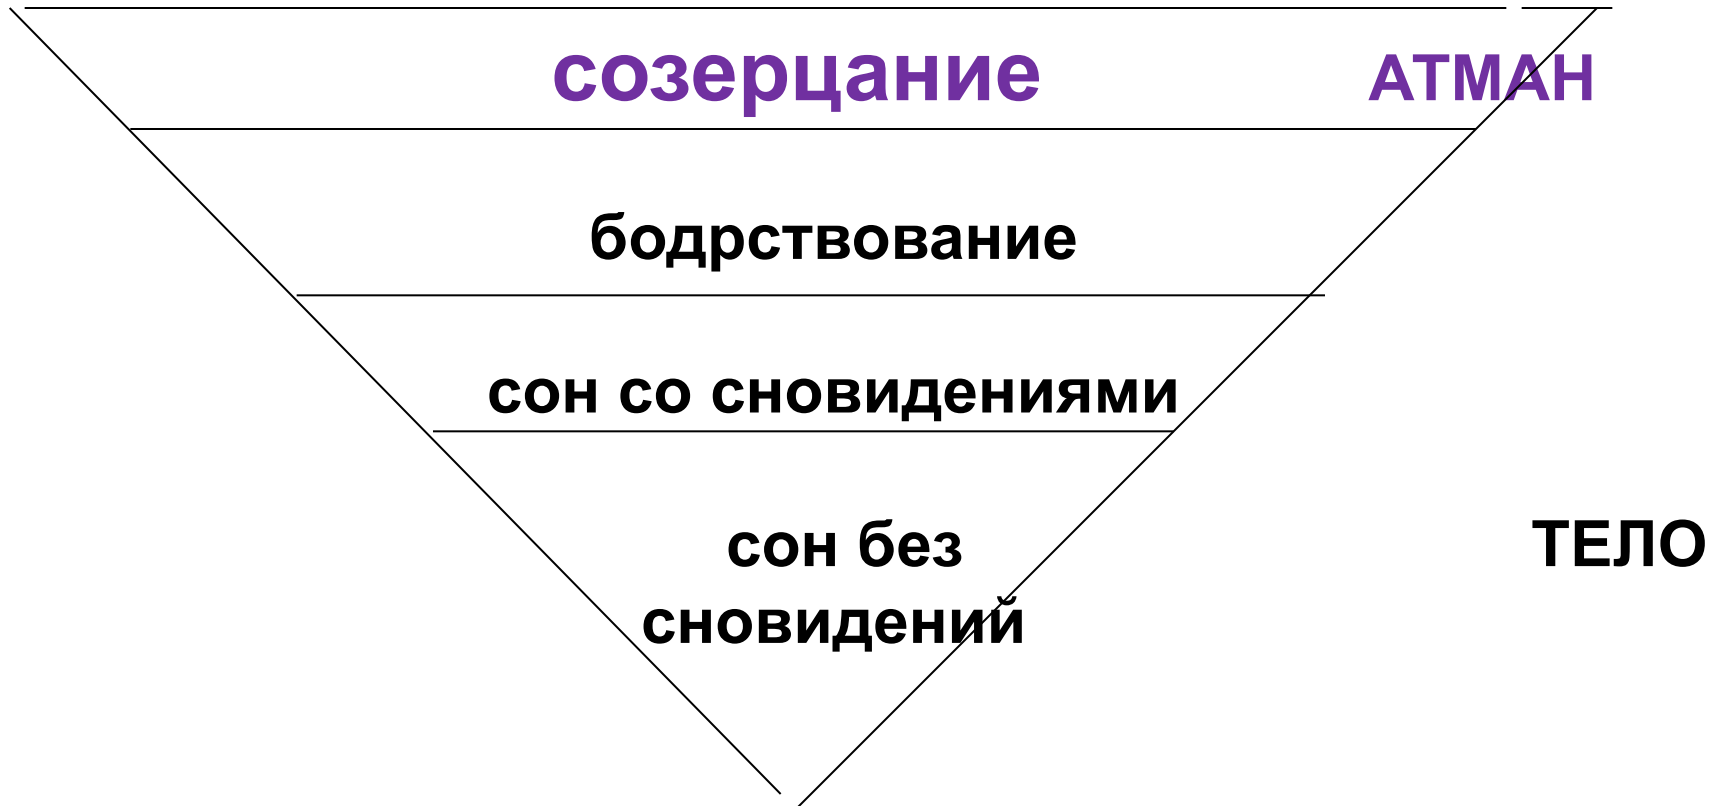 созерцание АТМАН
бодрствование
сон со сновидениями
сон без ТЕЛО
сновидений